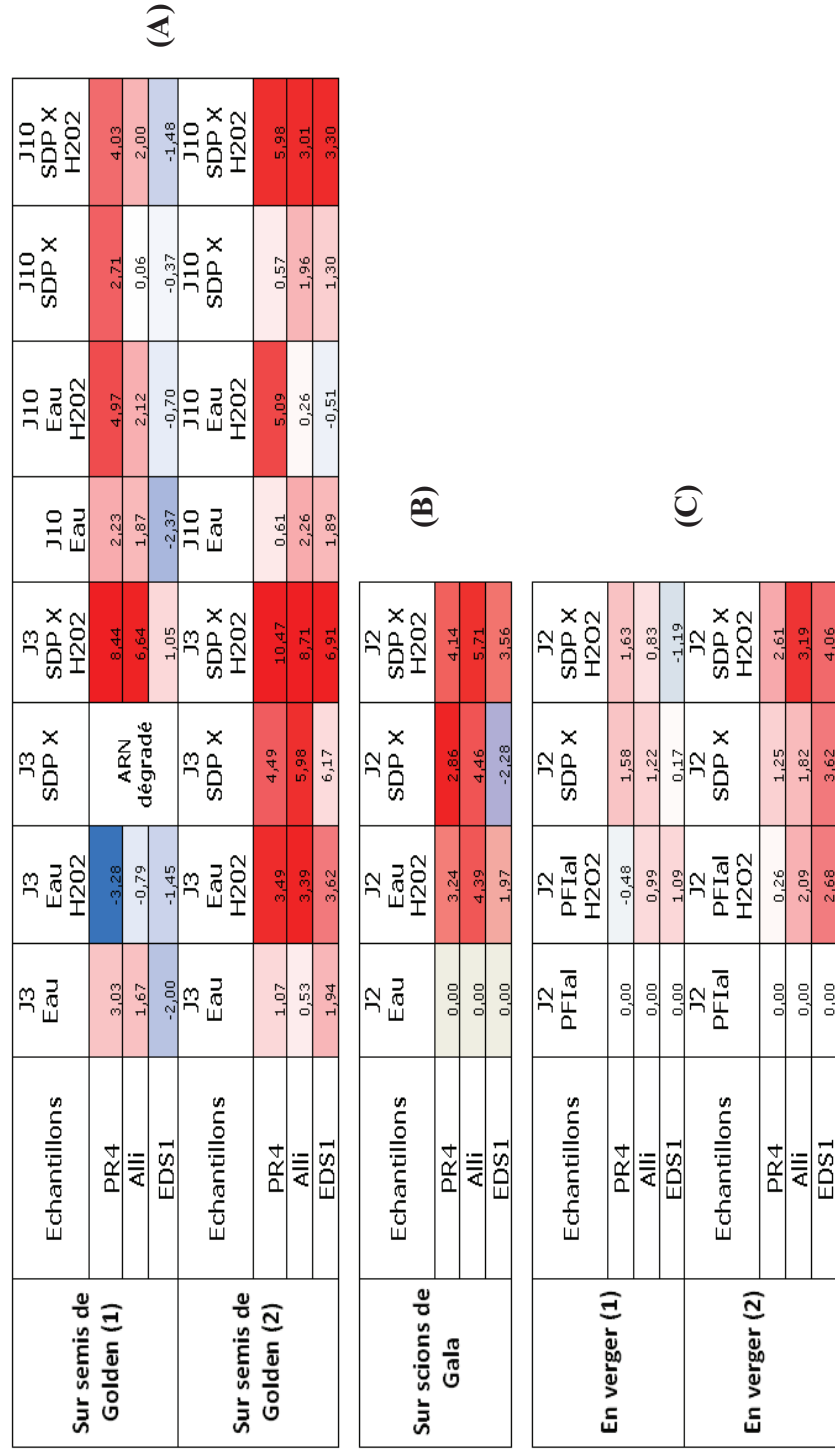 Sur semis de Golden (1) Echantillons J3 Eau J3 Eau H202 J3 SDP X J3 SDP X H202 J10 Eau J10 Eau H202 J10 SDP X J10 SDP X H202
PR4 3,03 -3,28 ARN dégradé 8,44 2,23 4,97 2,71 4,03
Alli 1,67 -0,79 6,64 1,87 2,12 0,06 2,00
EDS1 -2,00 -1,45 1,05 -2,37 -0,70 -0,37 -1,48
(A)
Sur semis de Golden (2) Echantillons J3 Eau J3 Eau H202 J3 SDP X J3 SDP X H202 J10 Eau J10 Eau H202 J10 SDP X J10 SDP X H202
PR4 1,07 3,49 4,49 10,47 0,61 5,09 0,57 5,98
Alli 0,53 3,39 5,98 8,71 2,26 0,26 1,96 3,01
EDS1 1,94 3,62 6,17 6,91 1,89 -0,51 1,30 3,30
Sur scions de Gala Echantillons J2 Eau J2 Eau H202 J2 SDP X J2 SDP X H202
(B)
PR4 0,00 3,24 2,86 4,14
Alli 0,00 4,39 4,46 5,71
EDS1 0,00 1,97 -2,28 3,56
En verger (1) Echantillons J2 PFIal J2 PFIal H2O2 J2 SDP X J2 SDP X H2O2
PR4 0,00 -0,48 1,58 1,63
Alli 0,00 0,99 1,22 0,83
EDS1 0,00 1,09 0,17 -1,19
(C)
En verger (2) Echantillons J2 PFIal J2 PFIal H2O2 J2 SDP X J2 SDP X H2O2
PR4 0,00 0,26 1,25 2,61
Alli 0,00 2,09 1,82 3,19
EDS1 0,00 2,68 3,62 4,06